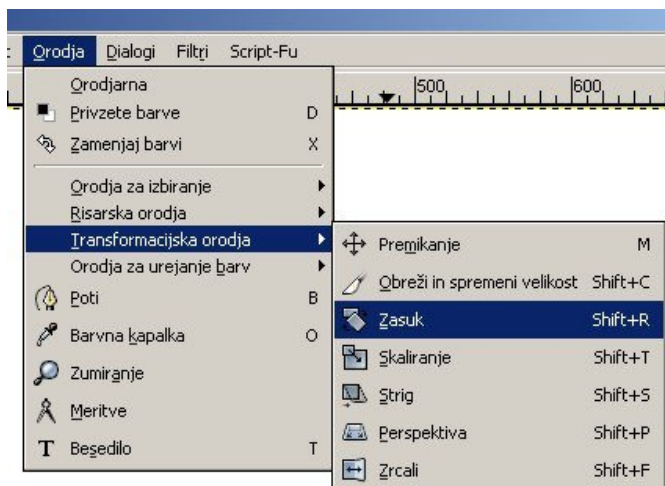 Orodja Dialogi Filtri Script-Fu
500 600
Orodjarna
Privzete barve D
Zamenjaj barvi X
Orodja za izbiranje
Risarska orodja
Transformacijska orodja
Orodja za urejanje barv
Poti B
Barvna kapalka O
Zumiranje
Meritve
Besedilo T
Premikanje M
Obreži in spremeni velikost Shift+C
Zasuk Shift+R
Skaliranje Shift+T
Strig Shift+S
Perspektiva Shift+P
Zrcali Shift+F